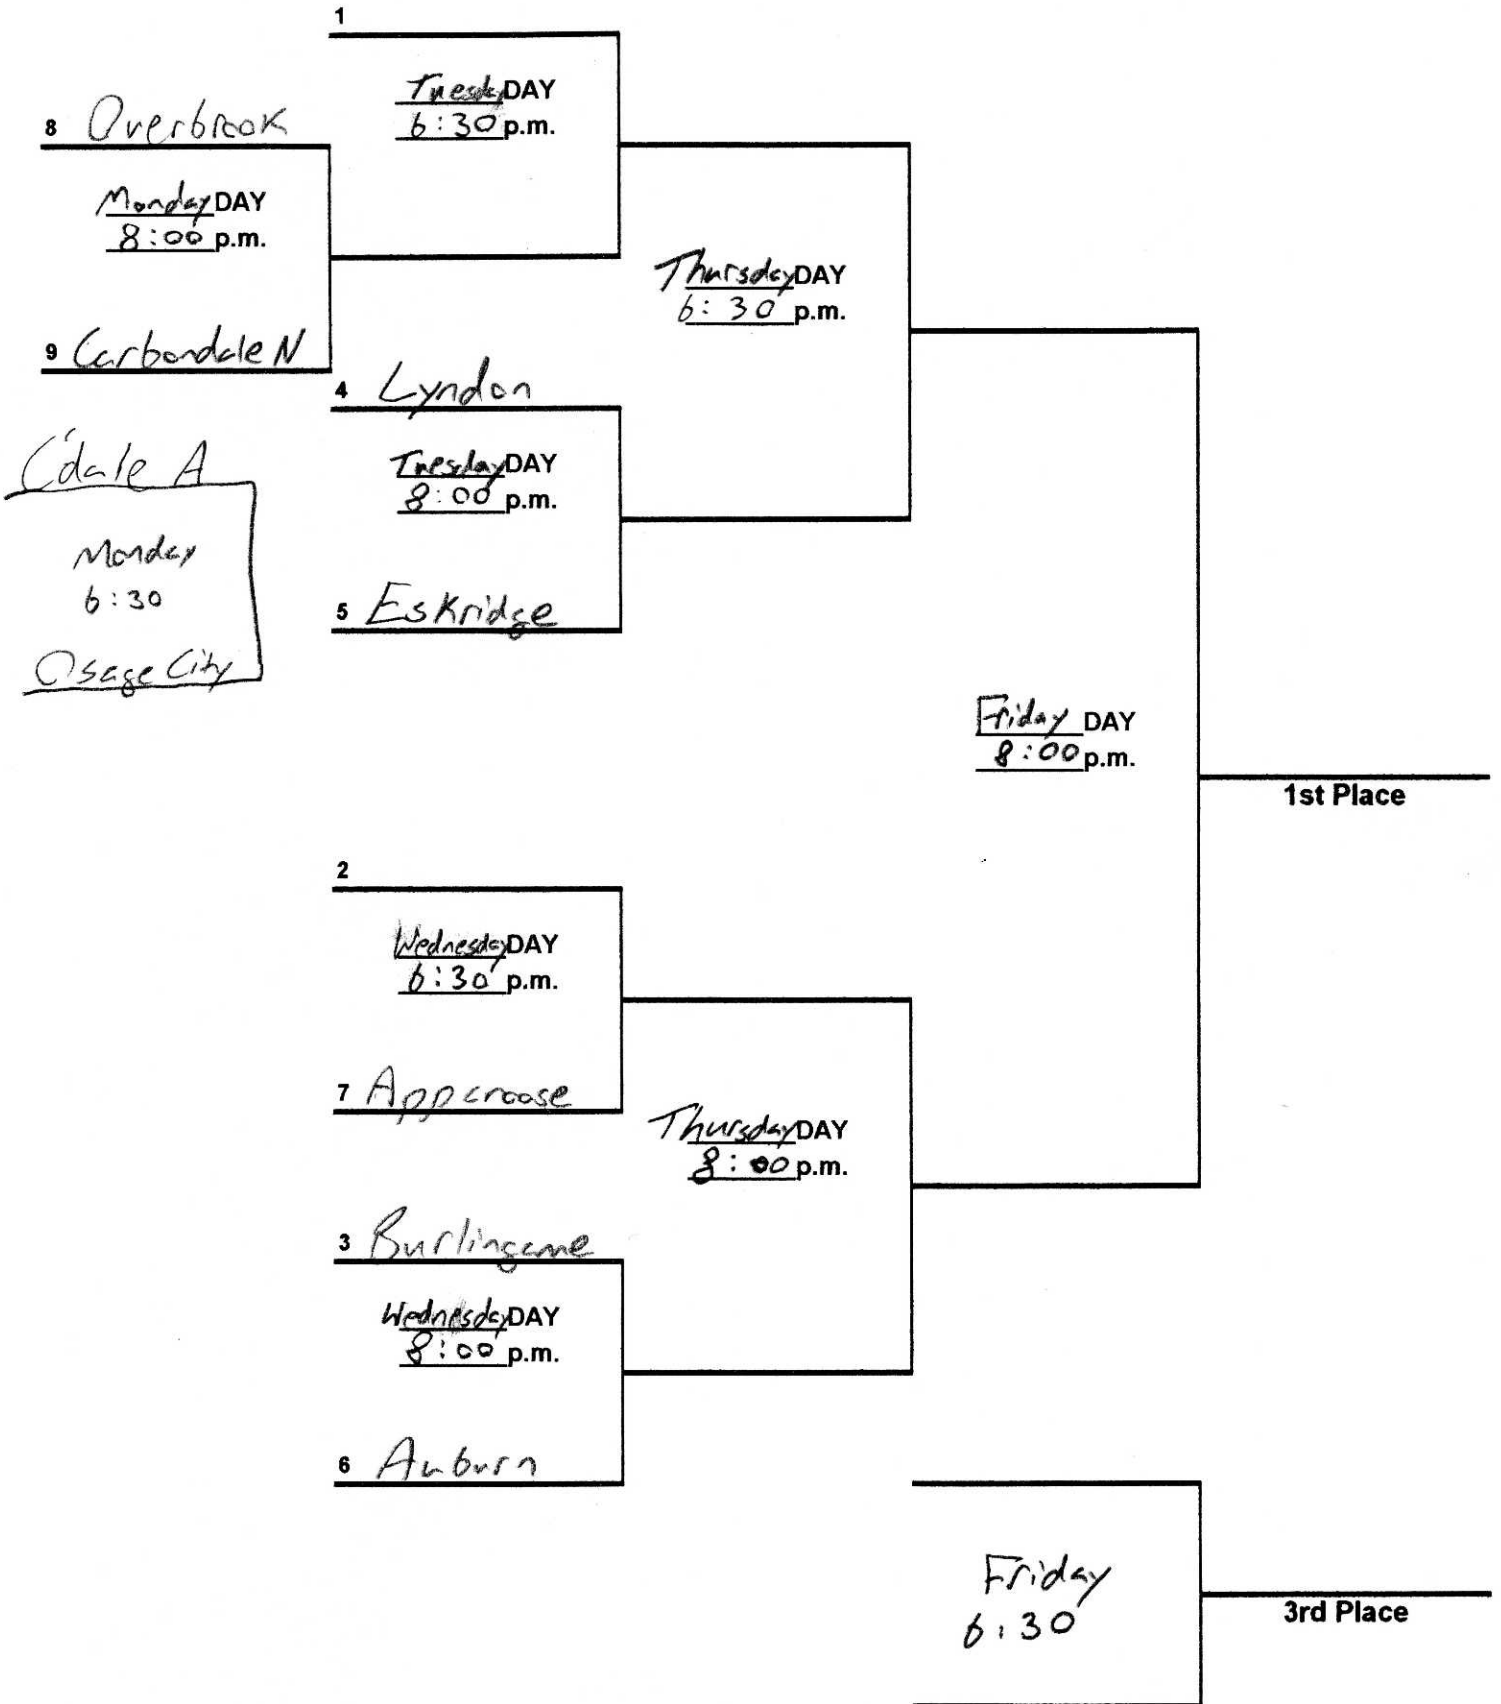 1
Tuesday DAY
6:30 p.m.
8 Overbrook
Monday DAY
8:00 p.m.
9 Carbondale N
Thursday DAY
6:30 p.m.
4 Lyndon
Tuesday DAY
8:00 p.m.
5 Eskridge
C'dale A
Monday
6:30
Osage City
Friday DAY
8:00 p.m.
1st Place
2
Wednesday DAY
6:30 p.m.
7 Appcroose
Thursday DAY
8:00 p.m.
3 Burlingame
Wednesday DAY
8:00 p.m.
6 Auburn
Friday
6:30
3rd Place